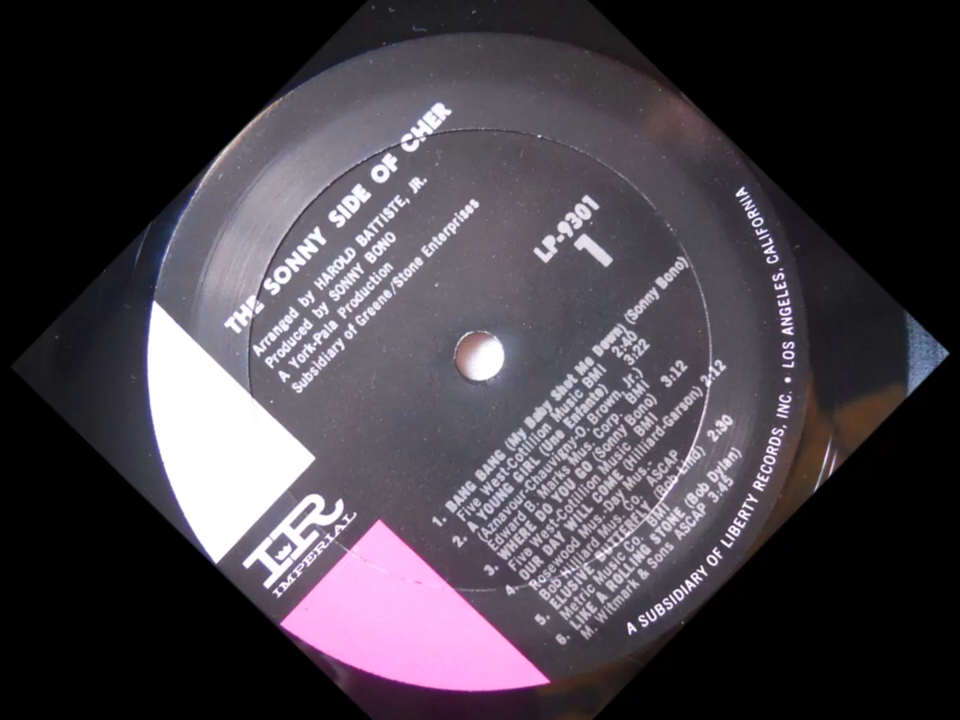 THE SONNY SIDE OF CHER
Arranged by HAROLD BATTISTE, JR.
Produced by SONNY BONO
A York-Pala Production
Subsidiary of Greene/Stone Enterprises
LP-9301
1
1. BANG BANG (My Baby Shot Me Down) (Sonny Bono)
Five West-Cotillion Music BMI 2:40
2. A YOUNG GIRL (Une Enfante) 3:22
(Aznavour-Chauvigny-O. Brown, Jr.)
Edward B. Marks Mus. Corp. BMI
3. WHERE DO YOU GO (Sonny Bono) 3:12
Five West-Cotillion Music BMI
4. OUR DAY WILL COME (Hilliard-Garson) 2:12
Rosewood Mus.-Day Mus.-
Bob Hilliard Mus. Co. ASCAP
5. ELUSIVE BUTTERFLY (Bob Lind) 2:30
Metric Music Co. BMI
6. LIKE A ROLLING STONE (Bob Dylan)
M. Witmark & Sons ASCAP 3:45
IR
IMPERIAL
A SUBSIDIARY OF LIBERTY RECORDS, INC. • LOS ANGELES, CALIFORNIA